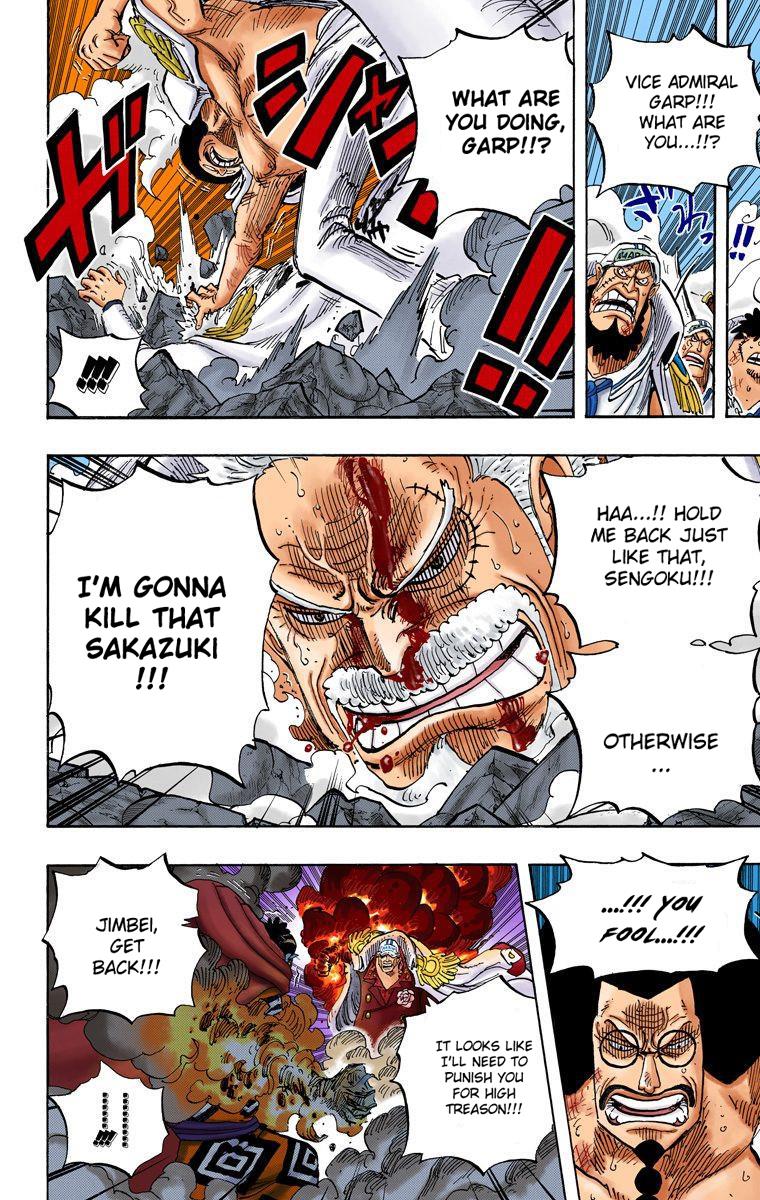 VICE ADMIRAL
GARP!!!
WHAT ARE
YOU...!!?
WHAT ARE
YOU DOING,
GARP!!?
!!!
HAA...!! HOLD
ME BACK JUST
LIKE THAT,
SENGOKU!!!
OTHERWISE
...
I'M GONNA
KILL THAT
SAKAZUKI
!!!
....!!! YOU
FOOL....!!!
JIMBEI,
GET
BACK!!!
IT LOOKS LIKE
I'LL NEED TO
PUNISH YOU
FOR HIGH
TREASON!!!
!!